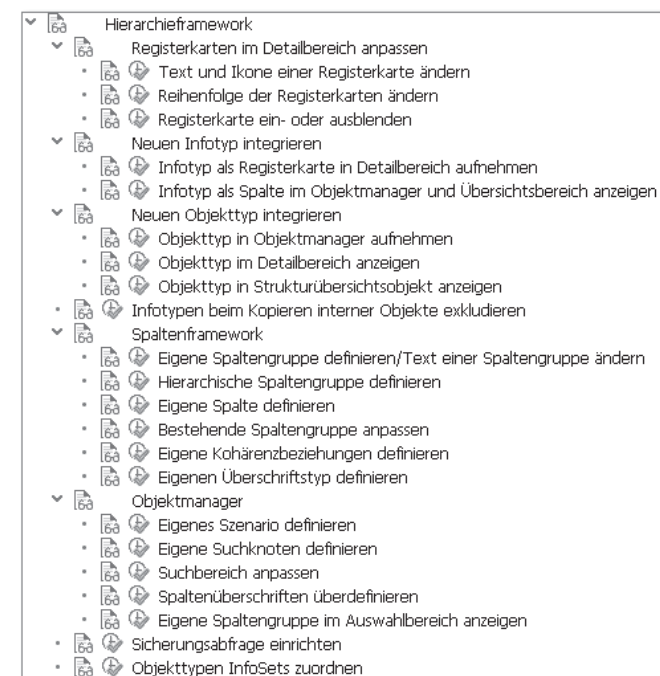 Hierarchieframework
Registerkarten im Detailbereich anpassen
Text und Ikone einer Registerkarte ändern
Reihenfolge der Registerkarten ändern
Registerkarte ein- oder ausblenden
Neuen Infotyp integrieren
Infotyp als Registerkarte in Detailbereich aufnehmen
Infotyp als Spalte im Objektmanager und Übersichtsbereich anzeigen
Neuen Objekttyp integrieren
Objekttyp in Objektmanager aufnehmen
Objekttyp im Detailbereich anzeigen
Objekttyp in Strukturübersichtsobjekt anzeigen
Infotypen beim Kopieren interner Objekte exkludieren
Spaltenframework
Eigene Spaltengruppe definieren/Text einer Spaltengruppe ändern
Hierarchische Spaltengruppe definieren
Eigene Spalte definieren
Bestehende Spaltengruppe anpassen
Eigene Kohärenzbeziehungen definieren
Eigenen Überschriftstyp definieren
Objektmanager
Eigenes Szenario definieren
Eigene Suchknoten definieren
Suchbereich anpassen
Spaltenüberschriften überdefinieren
Eigene Spaltengruppe im Auswahlbereich anzeigen
Sicherungsabfrage einrichten
Objekttypen InfoSets zuordnen